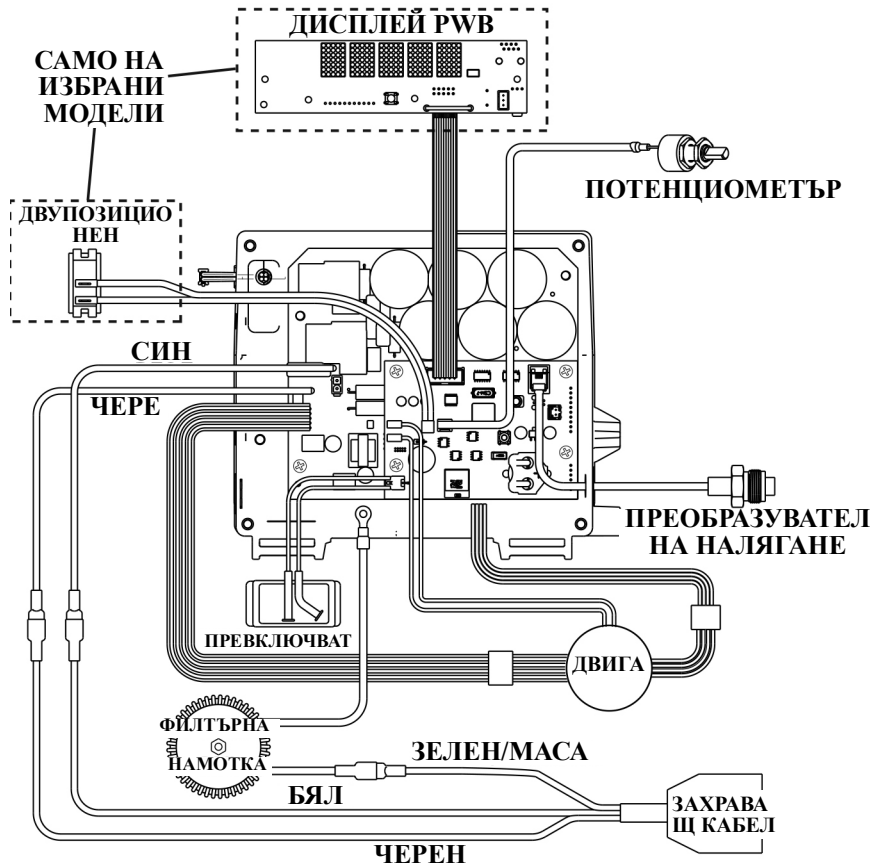 ДИСПЛЕЙ PWB
САМО НА
ИЗБРАНИ
МОДЕЛИ
ПОТЕНЦИОМЕТЪР
ДВУПОЗИЦИО
НЕН
СИН
ЧЕРЕ
ПРЕОБРАЗУВАТЕЛ
НА НАЛЯГАНЕ
ПРЕВКЛЮЧВАТ
ДВИГА
ФИЛТЪРНА
НАМОТКА
ЗЕЛЕН/МАСА
БЯЛ
ЗАХРАВА
Щ КАБЕЛ
ЧЕРЕН